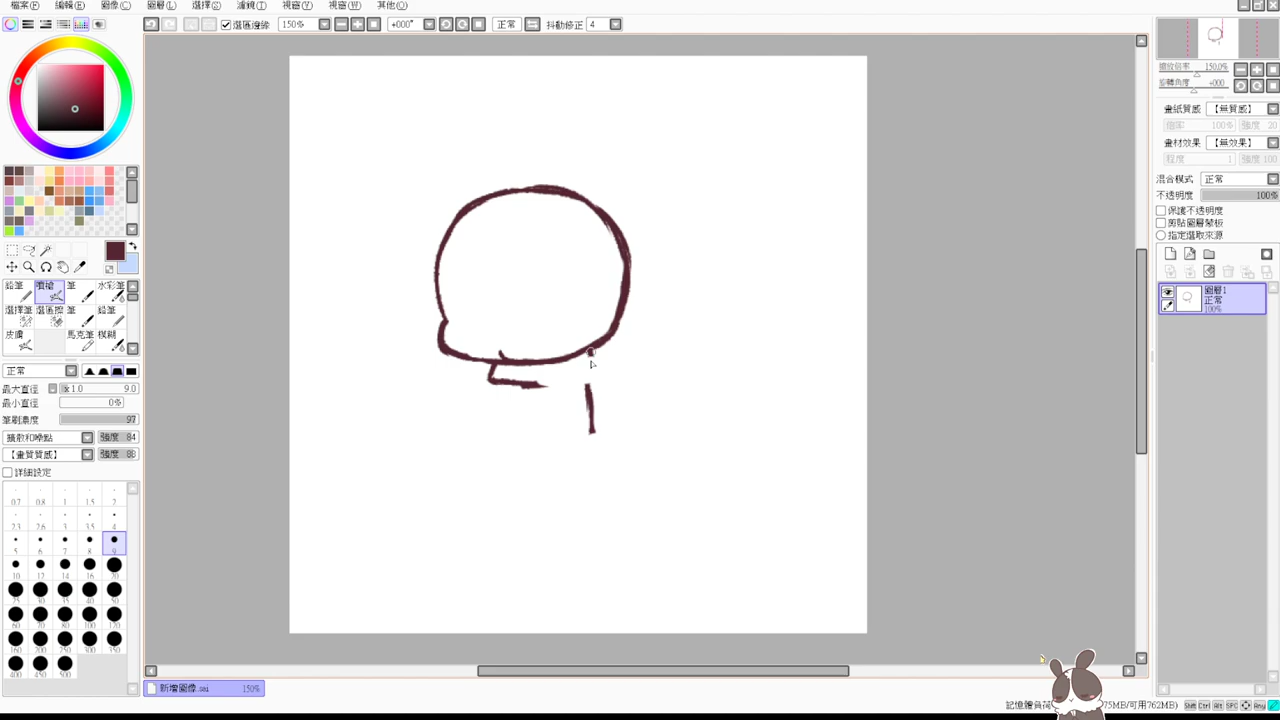 檔案(F) 編輯(E) 圖像(C) 圖層(L) 選擇(S) 濾鏡(T) 視窗(V) 視窗(W) 其他(O)
選區邊緣 150% +000° 正常 抖動修正 4
縮放倍率 150.0%
旋轉角度 +000
畫紙質感 【無質感】
倍率 100% 強度 20
畫材效果 【無效果】
程度 1 強度 100
混合模式 正常
不透明度 100%
保護不透明度
剪貼圖層蒙板
指定選取來源
圖層1
正常
100%
鉛筆 噴槍 筆 水彩筆
選擇筆 選區擦 筆 鉛筆
皮膚 馬克筆 模糊
正常
最大直徑 x1.0 9.0
最小直徑 0%
筆刷濃度 97
擴散和噪點 強度 84
【畫質質感】 強度 88
詳細設定
0.7 0.8 1 1.5 2
2.3 2.6 3 3.5 4
5 6 7 8 9
10 12 14 16 20
25 30 35 40 50
60 70 80 100 120
160 200 250 300 350
400 450 500
新增圖像.sai 150%
75MB/可用762MB)
Shft Ctrl Alt SPC Any